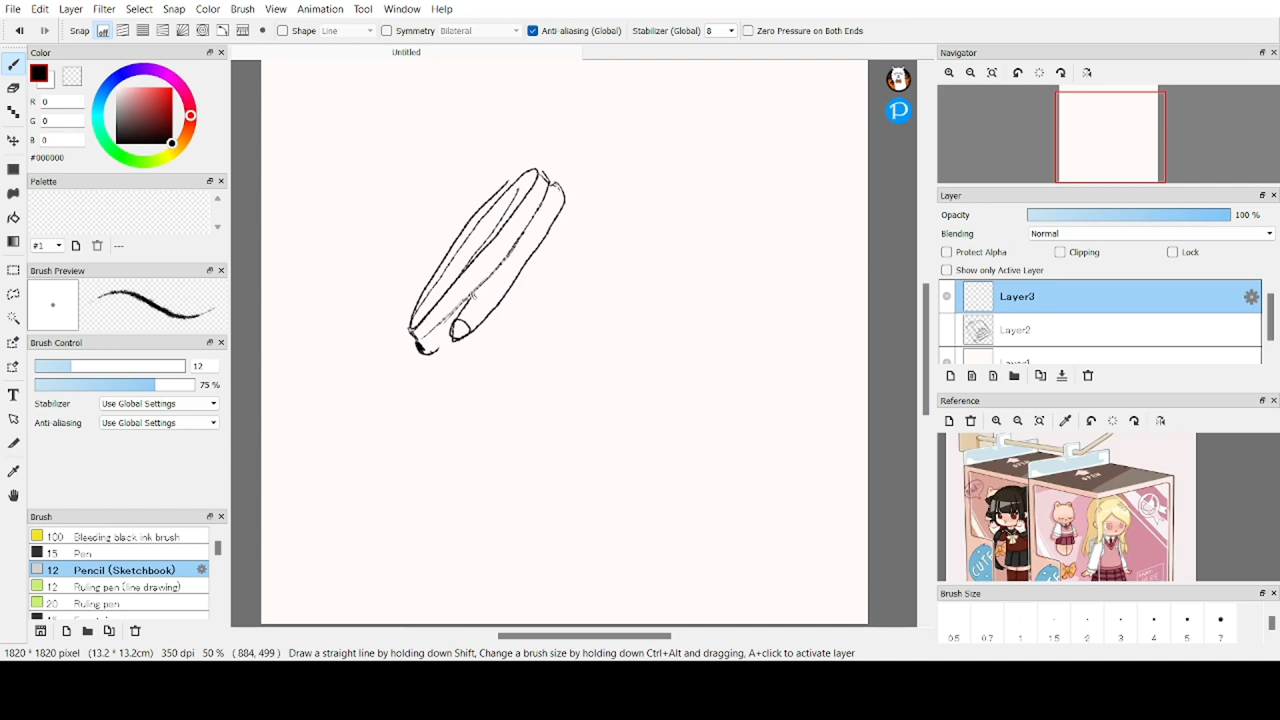 File Edit Layer Filter Select Snap Color Brush View Animation Tool Window Help
Snap off Shape Line Symmetry Bilateral Anti-aliasing (Global) Stabilizer (Global) 8 Zero Pressure on Both Ends
Color
Untitled
Navigator
R 0
G 0
B 0
#000000
Palette
#1 ---
Brush Preview
Brush Control
12
75 %
Stabilizer Use Global Settings
Anti-aliasing Use Global Settings
Brush
100 Bleeding black ink brush
15 Pen
12 Pencil (Sketchbook)
12 Ruling pen (line drawing)
20 Ruling pen
Layer
Opacity 100 %
Blending Normal
Protect Alpha Clipping Lock
Show only Active Layer
Layer3
Layer2
Layer1
Reference
OPEN
OPEN
CUTE
CUTE
Brush Size
0.5 0.7 1 1.5 2 3 4 5 7
1820 * 1820 pixel (13.2 * 13.2cm) 350 dpi 50 % ( 884, 499 ) Draw a straight line by holding down Shift, Change a brush size by holding down Ctrl+Alt and dragging, A+click to activate layer